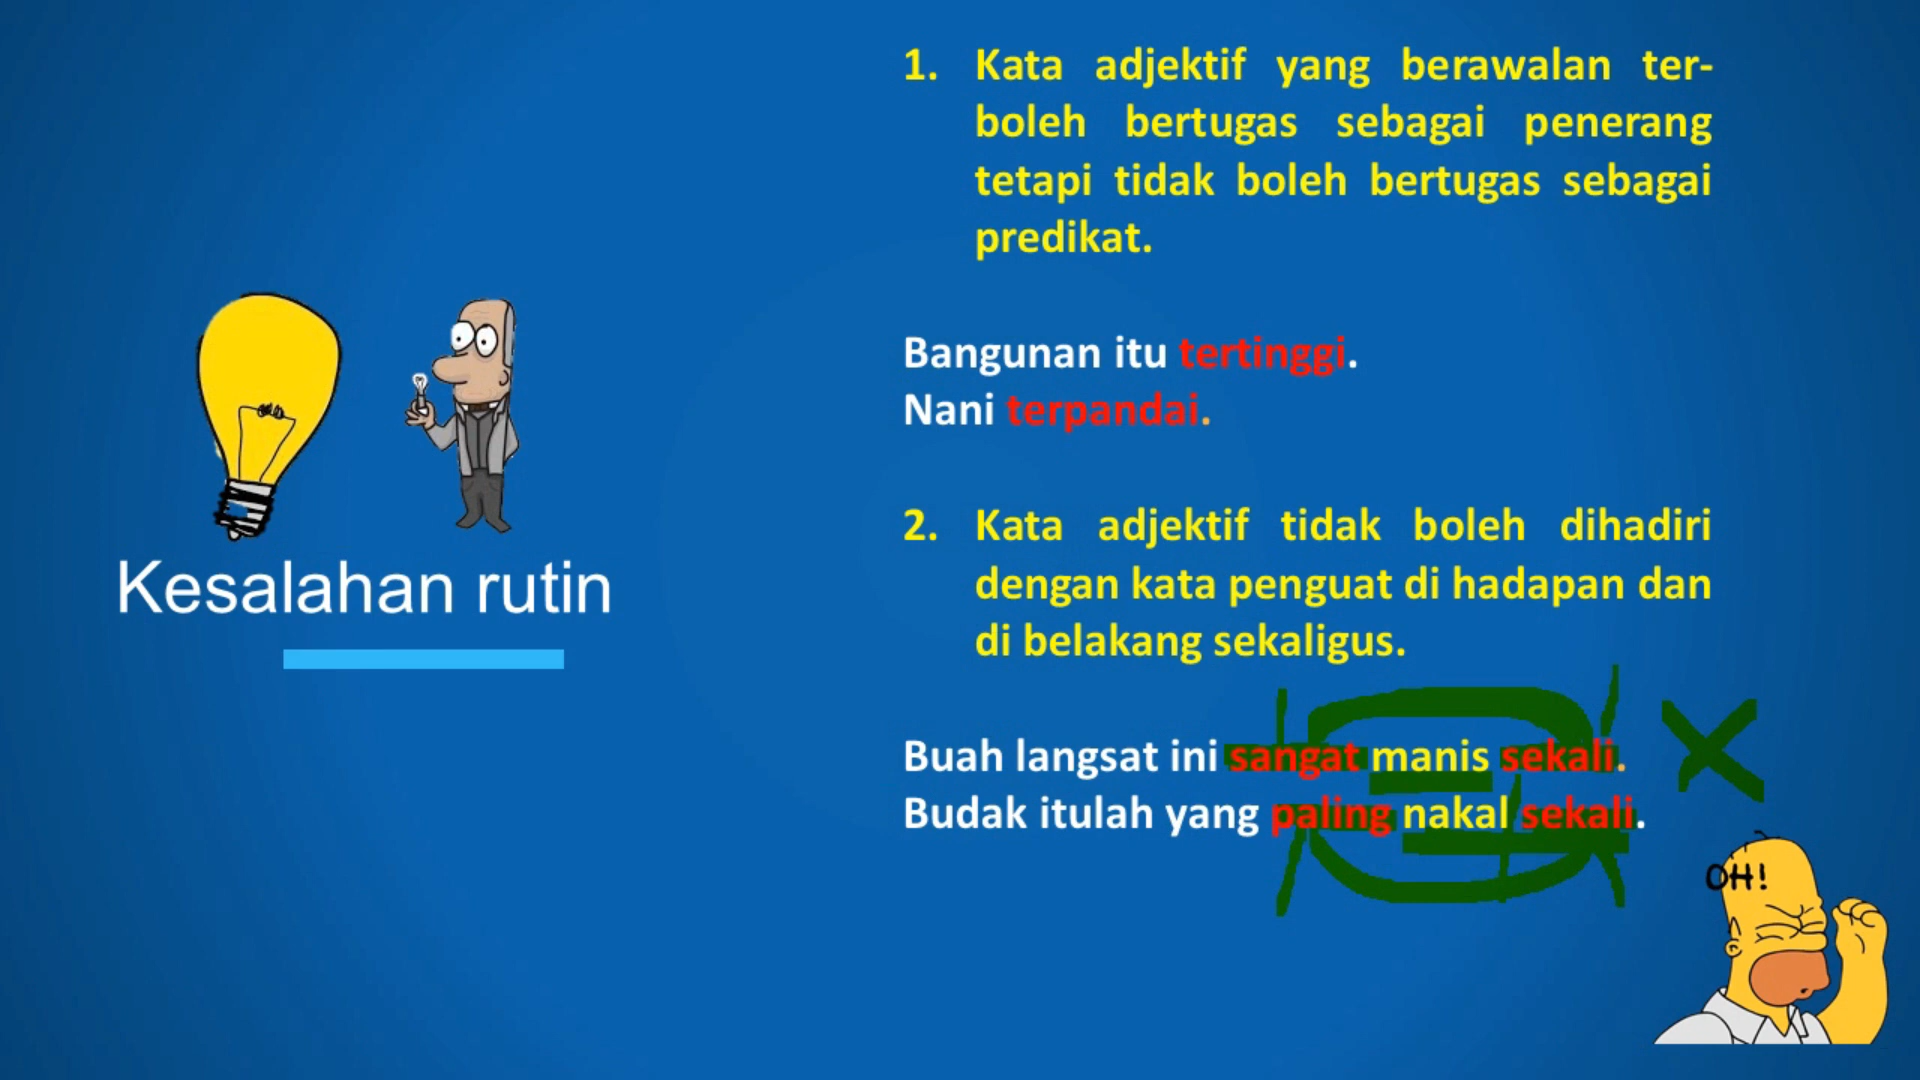 1. Kata adjektif yang berawalan ter-
boleh bertugas sebagai penerang
tetapi tidak boleh bertugas sebagai
predikat.
Bangunan itu tertinggi.
Nani terpandai.
2. Kata adjektif tidak boleh dihadiri
dengan kata penguat di hadapan dan
di belakang sekaligus.
Kesalahan rutin
Buah langsat ini sangat manis sekali.
Budak itulah yang paling nakal sekali.
OH!